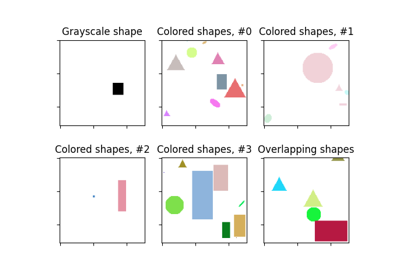 Grayscale shape
Colored shapes, #0
Colored shapes, #1
Colored shapes, #2
Colored shapes, #3
Overlapping shapes